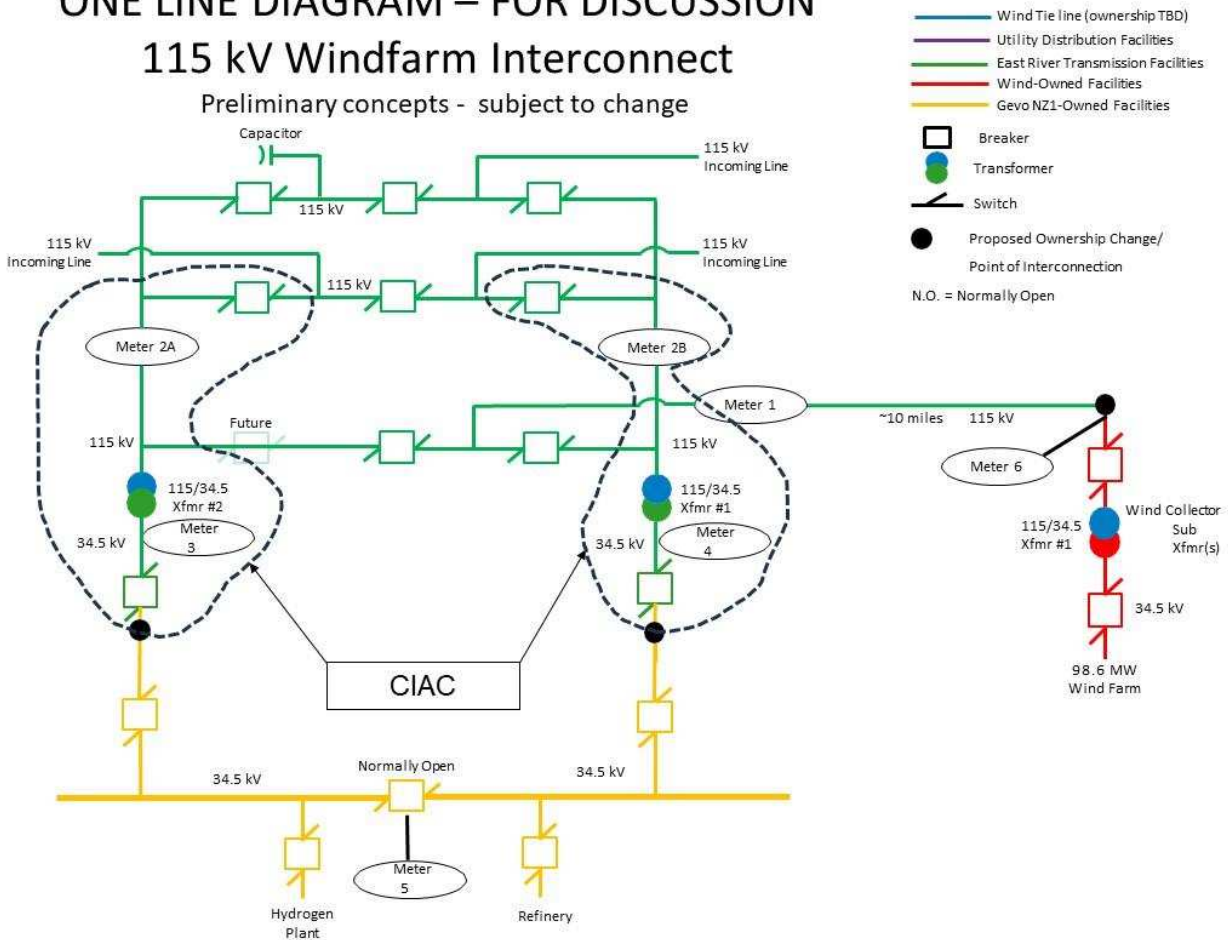 ONE LINE DIAGRAM – FOR DISCUSSION
115 kV Windfarm Interconnect
Preliminary concepts - subject to change
Wind Tie line (ownership TBD)
Utility Distribution Facilities
East River Transmission Facilities
Wind-Owned Facilities
Gevo NZ1-Owned Facilities
Breaker
Transformer
Switch
Proposed Ownership Change/
Point of Interconnection
N.O. = Normally Open
Capacitor
115 kV
Incoming Line
115 kV
115 kV
Incoming Line
115 kV
115 kV
Incoming Line
Meter 2A
Meter 2B
Meter 1
~10 miles
115 kV
Future
115 kV
115 kV
Meter 6
115/34.5
Xfmr #2
115/34.5
Xfmr #1
Meter
3
Meter
4
34.5 kV
34.5 kV
115/34.5
Xfmr #1
Wind Collector
Sub
Xfmr(s)
34.5 kV
98.6 MW
Wind Farm
CIAC
34.5 kV
Normally Open
34.5 kV
Meter
5
Hydrogen
Plant
Refinery